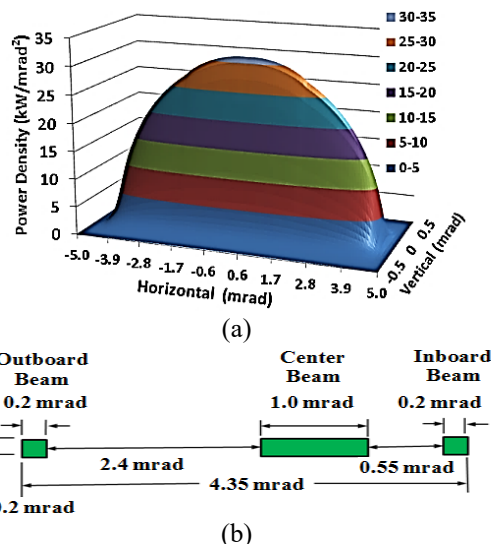 35
30
25
20
15
10
5
0
Power Density (kW/mrad²)
-5.0 -3.9 -2.8 -1.7 -0.6 0.6 1.7 2.8 3.9 5.0
Horizontal (mrad)
-0.5 0 0.5
Vertical (mrad)
30-35
25-30
20-25
15-20
10-15
5-10
0-5
(a)
Outboard
Beam
0.2 mrad
Center
Beam
1.0 mrad
Inboard
Beam
0.2 mrad
2.4 mrad
0.55 mrad
4.35 mrad
0.2 mrad
(b)